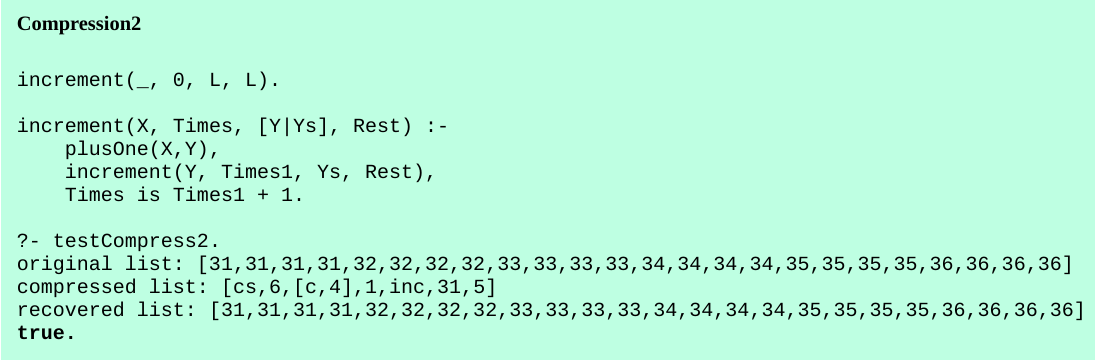 Compression2
increment(_, 0, L, L).
increment(X, Times, [Y|Ys], Rest) :-
    plusOne(X,Y),
    increment(Y, Times1, Ys, Rest),
    Times is Times1 + 1.
?- testCompress2.
original list: [31,31,31,31,32,32,32,32,33,33,33,33,34,34,34,34,35,35,35,35,36,36,36,36]
compressed list: [cs,6,[c,4],1,inc,31,5]
recovered list: [31,31,31,31,32,32,32,32,33,33,33,33,34,34,34,34,35,35,35,35,36,36,36,36]
true.